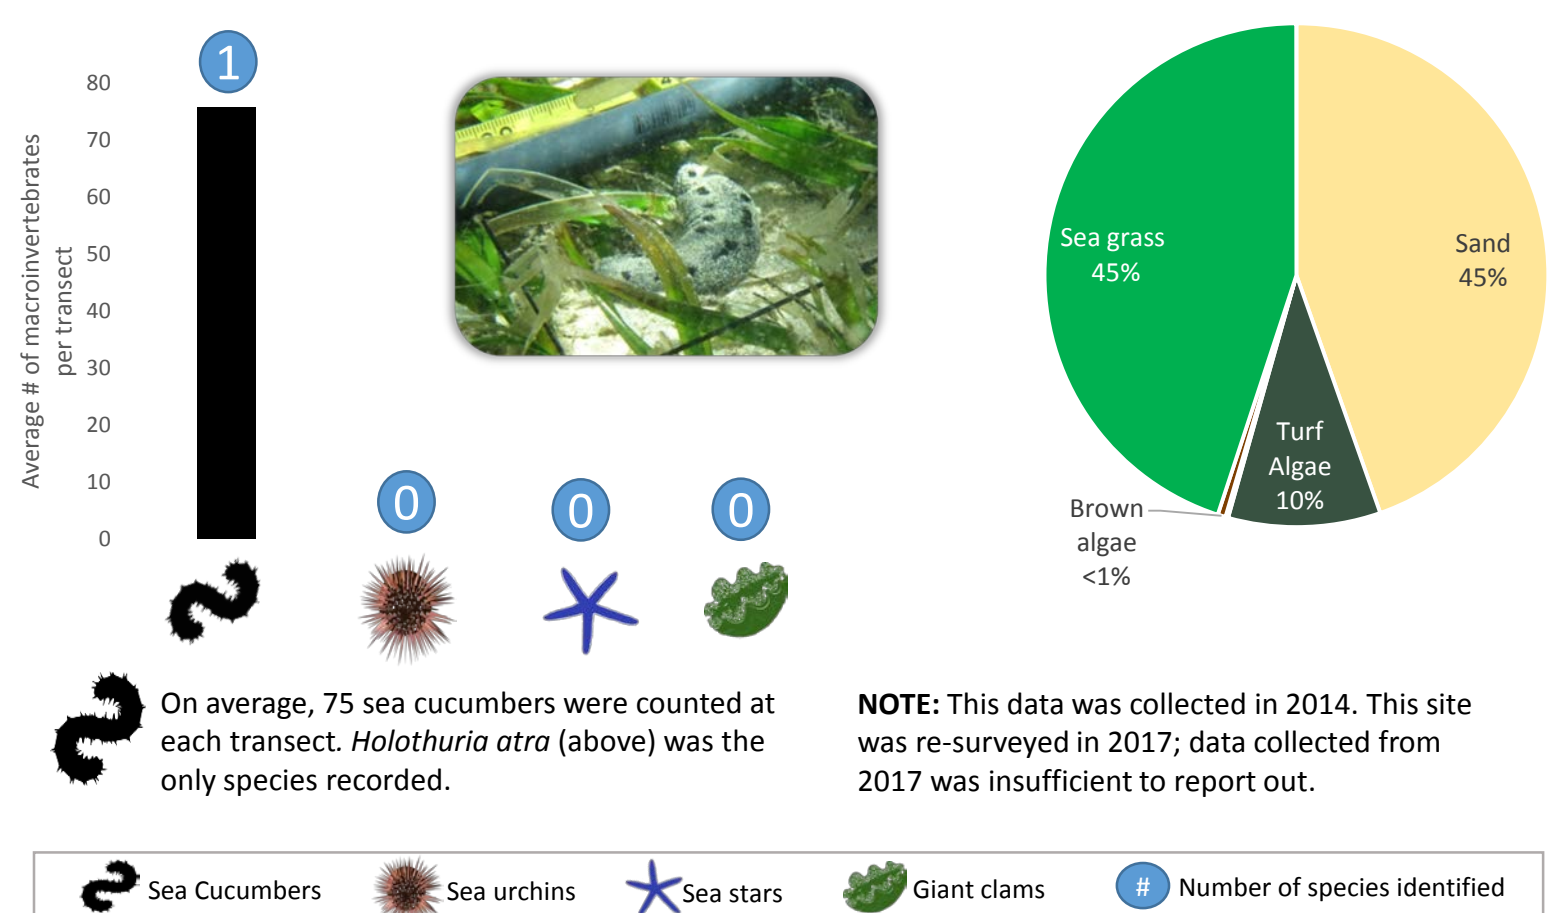 1
80
70
60
50
40
30
20
10
0
Average # of macroinvertebrates
per transect
0
0
0
Sea grass
45%
Sand
45%
Turf
Algae
10%
Brown
algae
<1%
On average, 75 sea cucumbers were counted at
each transect. Holothuria atra (above) was the
only species recorded.
NOTE: This data was collected in 2014. This site
was re-surveyed in 2017; data collected from
2017 was insufficient to report out.
Sea Cucumbers
Sea urchins
Sea stars
Giant clams
# Number of species identified